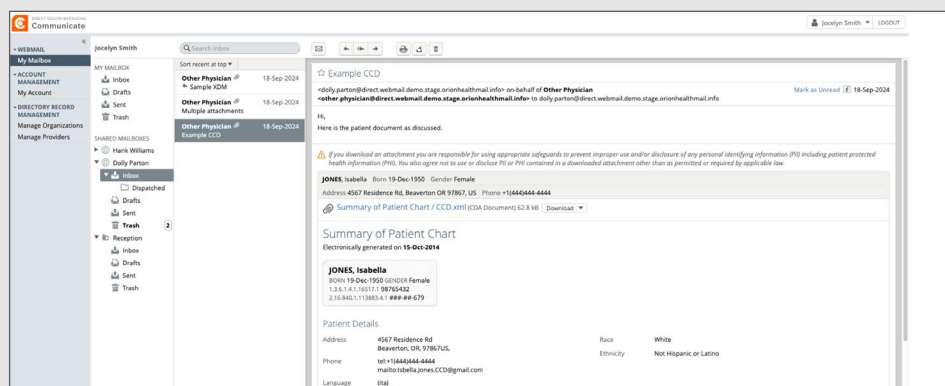 DIRECT SECURE MESSAGING
Communicate
Jocelyn Smith
LOGOUT
WEBMAIL
My Mailbox
ACCOUNT
MANAGEMENT
My Account
DIRECTORY RECORD
MANAGEMENT
Manage Organizations
Manage Providers
Jocelyn Smith
MY MAILBOX
Inbox
Drafts
Sent
Trash
SHARED MAILBOXES
Hank Williams
Dolly Parton
Inbox
Dispatched
Drafts
Sent
Trash 2
Reception
Inbox
Drafts
Sent
Trash
Search Inbox
Sort recent at top
Other Physician 18-Sep-2024
Sample XDM
Other Physician 18-Sep-2024
Multiple attachments
Other Physician 18-Sep-2024
Example CCD
Example CCD
<dolly.parton@direct.webmail.demo.stage.orionhealthmail.info> on-behalf of Other Physician
<other.physician@direct.webmail.demo.stage.orionhealthmail.info> to dolly.parton@direct.webmail.demo.stage.orionhealthmail.info
Mark as Unread i 18-Sep-2024
Hi,
Here is the patient document as discussed.
If you download an attachment you are responsible for using appropriate safeguards to prevent improper use and/or disclosure of any personal identifying information (PII) including patient protected
health information (PHI). You also agree not to use or disclose PII or PHI contained in a downloaded attachment other than as permitted or required by applicable law.
JONES, Isabella Born 19-Dec-1950 Gender Female
Address 4567 Residence Rd, Beaverton OR 97867, US Phone +1(444)444-4444
Summary of Patient Chart / CCD.xml (CDA Document) 62.8 kB Download
Summary of Patient Chart
Electronically generated on 15-Oct-2014
JONES, Isabella
BORN 19-Dec-1950 GENDER Female
1.3.6.1.4.1.16517.1 98765432
2.16.840.1.113883.4.1 ###-##-679
Patient Details
Address 4567 Residence Rd
Beaverton, OR, 97867US,
Phone tel:+1(444)444-4444
mailto:Isbella.Jones.CCD@gmail.com
Language (ita)
Race White
Ethnicity Not Hispanic or Latino